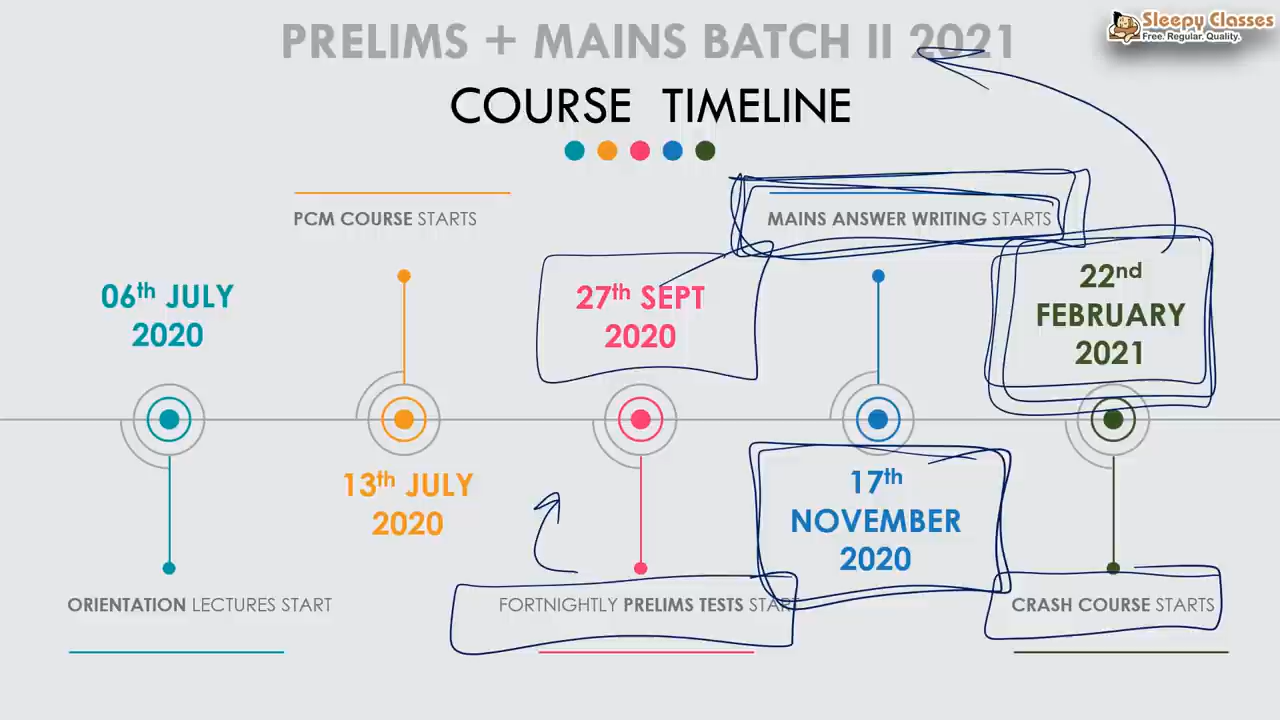 PRELIMS + MAINS BATCH II 2021
Sleepy Classes
Free. Regular. Quality.
COURSE TIMELINE
PCM COURSE STARTS
MAINS ANSWER WRITING STARTS
06th JULY
2020
27th SEPT
2020
22nd
FEBRUARY
2021
13th JULY
2020
17th
NOVEMBER
2020
ORIENTATION LECTURES START
FORTNIGHTLY PRELIMS TESTS START
CRASH COURSE STARTS